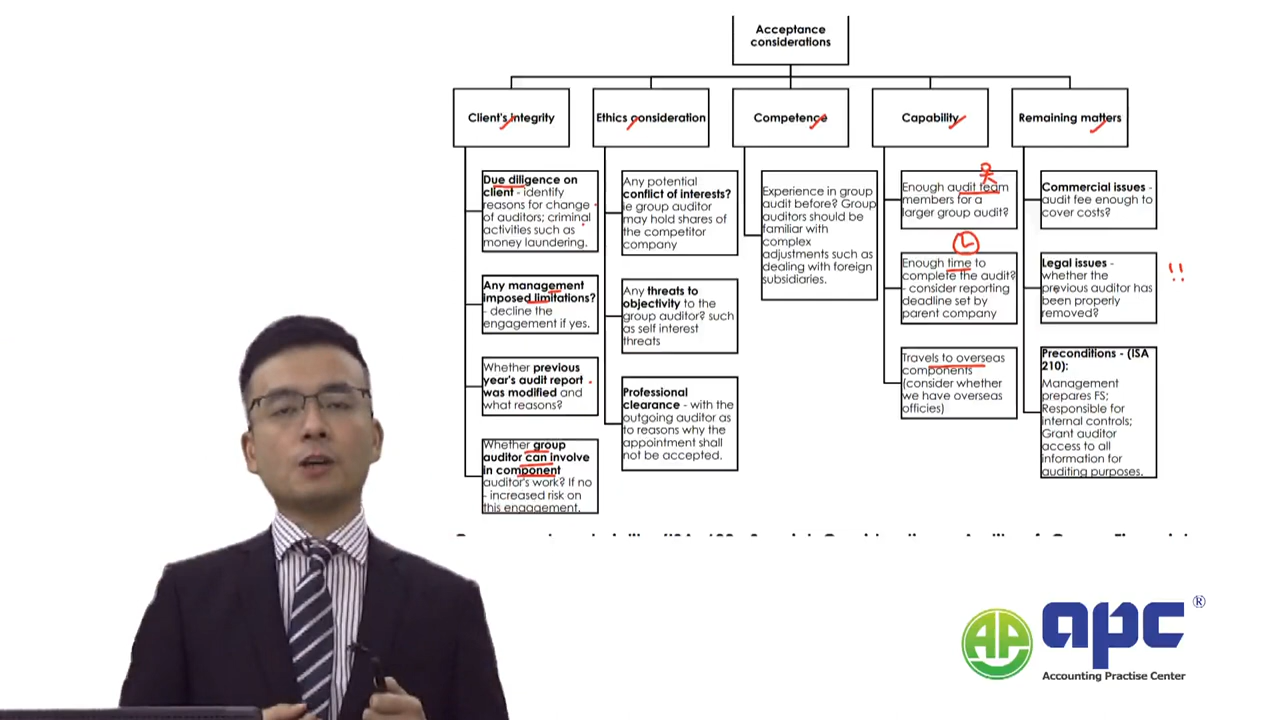 Acceptance
considerations
Client's integrity
Ethics consideration
Competence
Capability
Remaining matters
Due diligence on
client - identify
reasons for change
of auditors; criminal
activities such as
money laundering.
Any management
imposed limitations?
- decline the
engagement if yes.
Whether previous
year's audit report
was modified and
what reasons?
Whether group
auditor can involve
in component
auditor's work? If no
- increased risk on
this engagement.
Any potential
conflict of interests?
ie group auditor
may hold shares of
the competitor
company
Any threats to
objectivity to the
group auditor? such
as self interest
threats
Professional
clearance - with the
outgoing auditor as
to reasons why the
appointment shall
not be accepted.
Experience in group
audit before? Group
auditors should be
familiar with
complex
adjustments such as
dealing with foreign
subsidiaries.
Enough audit team
members for a
larger group audit?
Enough time to
complete the audit?
- consider reporting
deadline set by
parent company
Travels to overseas
components
(consider whether
we have overseas
officies)
Commercial issues -
audit fee enough to
cover costs?
Legal issues -
whether the
previous auditor has
been properly
removed?
!!
Preconditions - (ISA
210):
Management
prepares FS;
Responsible for
internal controls;
Grant auditor
access to all
information for
auditing purposes.
AP
apc ®
Accounting Practise Center